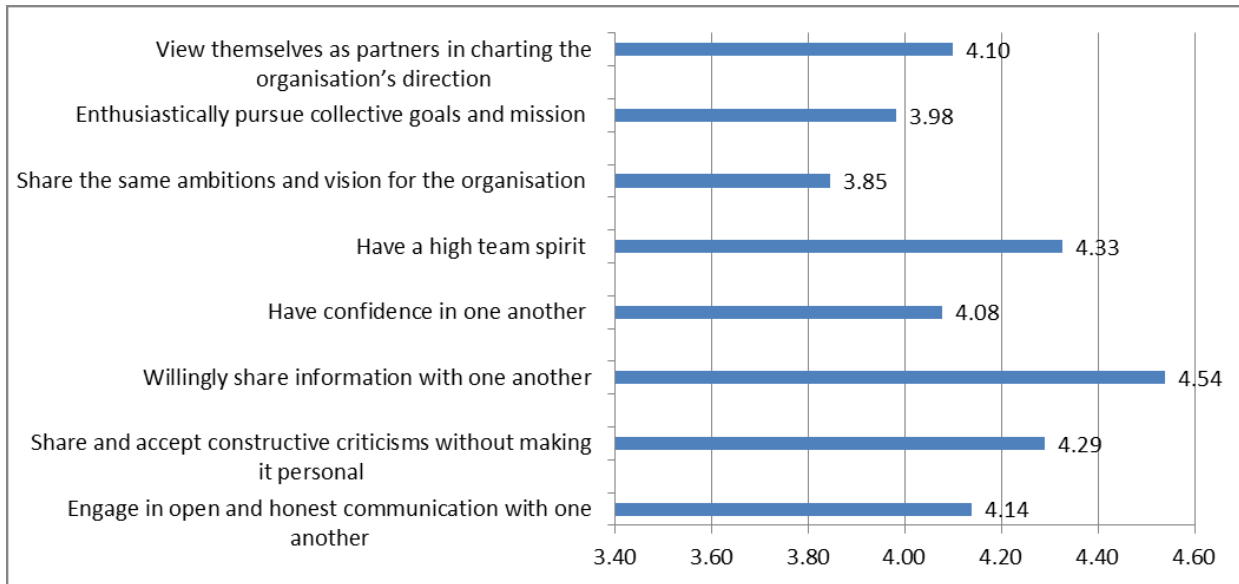 View themselves as partners in charting the
organisation’s direction
4.10
Enthusiastically pursue collective goals and mission
3.98
Share the same ambitions and vision for the organisation
3.85
Have a high team spirit
4.33
Have confidence in one another
4.08
Willingly share information with one another
4.54
Share and accept constructive criticisms without making
it personal
4.29
Engage in open and honest communication with one
another
4.14
3.40 3.60 3.80 4.00 4.20 4.40 4.60